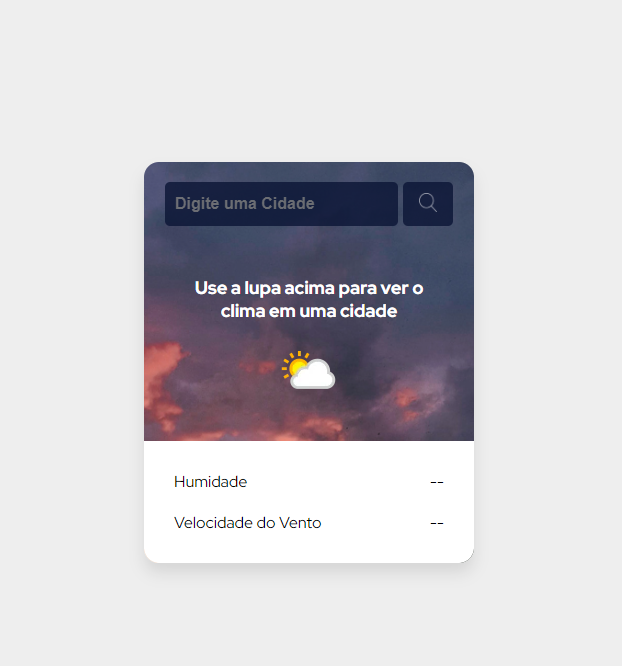 Digite uma Cidade
Use a lupa acima para ver o
clima em uma cidade
Humidade --
Velocidade do Vento --